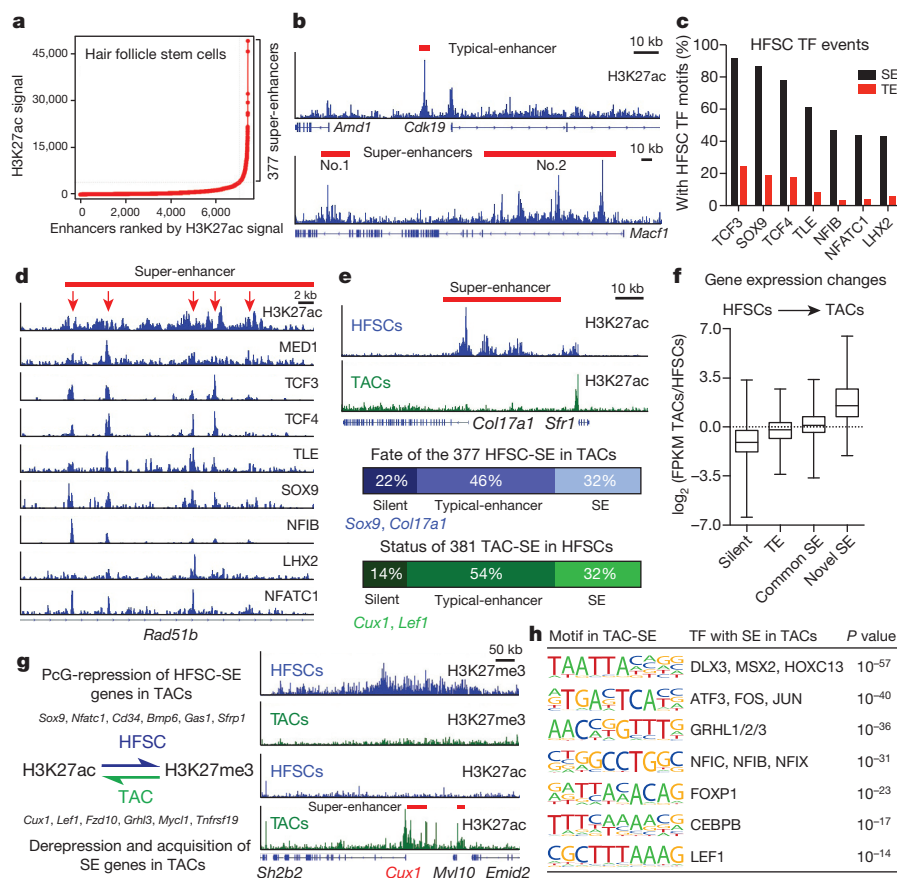 a
45,000
30,000
15,000
0
H3K27ac signal
Hair follicle stem cells
377 super-enhancers
0 2,000 4,000 6,000
Enhancers ranked by H3K27ac signal
b
10 kb
Typical-enhancer
H3K27ac
Amd1 Cdk19
Super-enhancers
10 kb
No.1 No.2
H3K27ac
Macf1
c
HFSC TF events
100
80
60
40
20
0
With HFSC TF motifs (%)
SE
TE
TCF3 SOX9 TCF4 TLE NFIB NFATC1 LHX2
d
Super-enhancer
2 kb
H3K27ac
MED1
TCF3
TCF4
TLE
SOX9
NFIB
LHX2
NFATC1
Rad51b
e
Super-enhancer
10 kb
HFSCs
H3K27ac
TACs
H3K27ac
Col17a1 Sfr1
Fate of the 377 HFSC-SE in TACs
22% 46% 32%
Silent Typical-enhancer SE
Sox9, Col17a1
Status of 381 TAC-SE in HFSCs
14% 54% 32%
Silent Typical-enhancer SE
Cux1, Lef1
f
Gene expression changes
HFSCs TACs
7.0
3.5
0.0
−3.5
−7.0
log2 (FPKM TACs/HFSCs)
Silent TE Common SE Novel SE
g
PcG-repression of HFSC-SE
genes in TACs
Sox9, Nfatc1, Cd34, Bmp6, Gas1, Sfrp1
HFSC
H3K27ac H3K27me3
TAC
Cux1, Lef1, Fzd10, Grhl3, Mycl1, Tnfrsf19
Derepression and acquisition of
SE genes in TACs
50 kb
HFSCs H3K27me3
TACs H3K27me3
HFSCs H3K27ac
Super-enhancer
TACs H3K27ac
Sh2b2 Cux1 Myl10 Emid2
h
Motif in TAC-SE TF with SE in TACs P value
DLX3, MSX2, HOXC13 10−57
ATF3, FOS, JUN 10−40
GRHL1/2/3 10−36
NFIC, NFIB, NFIX 10−31
FOXP1 10−23
CEBPB 10−17
LEF1 10−14